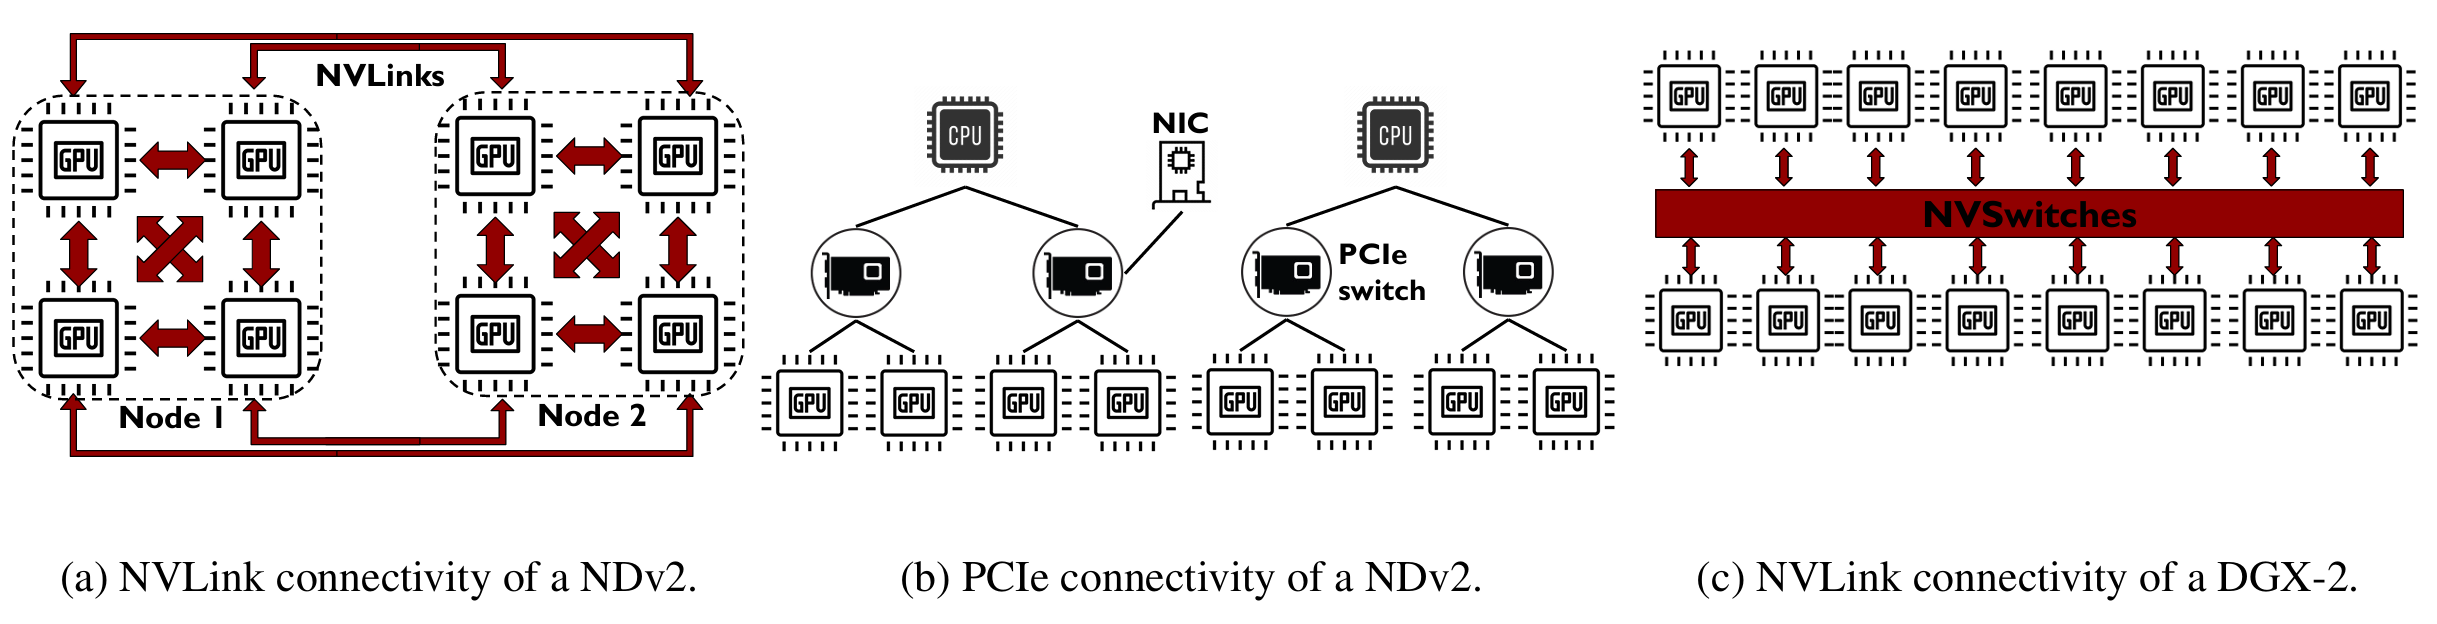 NVLinks
GPU
GPU
GPU
GPU
GPU
GPU
GPU
GPU
Node 1
Node 2
(a) NVLink connectivity of a NDv2.
CPU
NIC
CPU
PCIe
switch
GPU
GPU
GPU
GPU
GPU
GPU
GPU
GPU
(b) PCIe connectivity of a NDv2.
GPU
GPU
GPU
GPU
GPU
GPU
GPU
GPU
NVSwitches
GPU
GPU
GPU
GPU
GPU
GPU
GPU
GPU
(c) NVLink connectivity of a DGX-2.